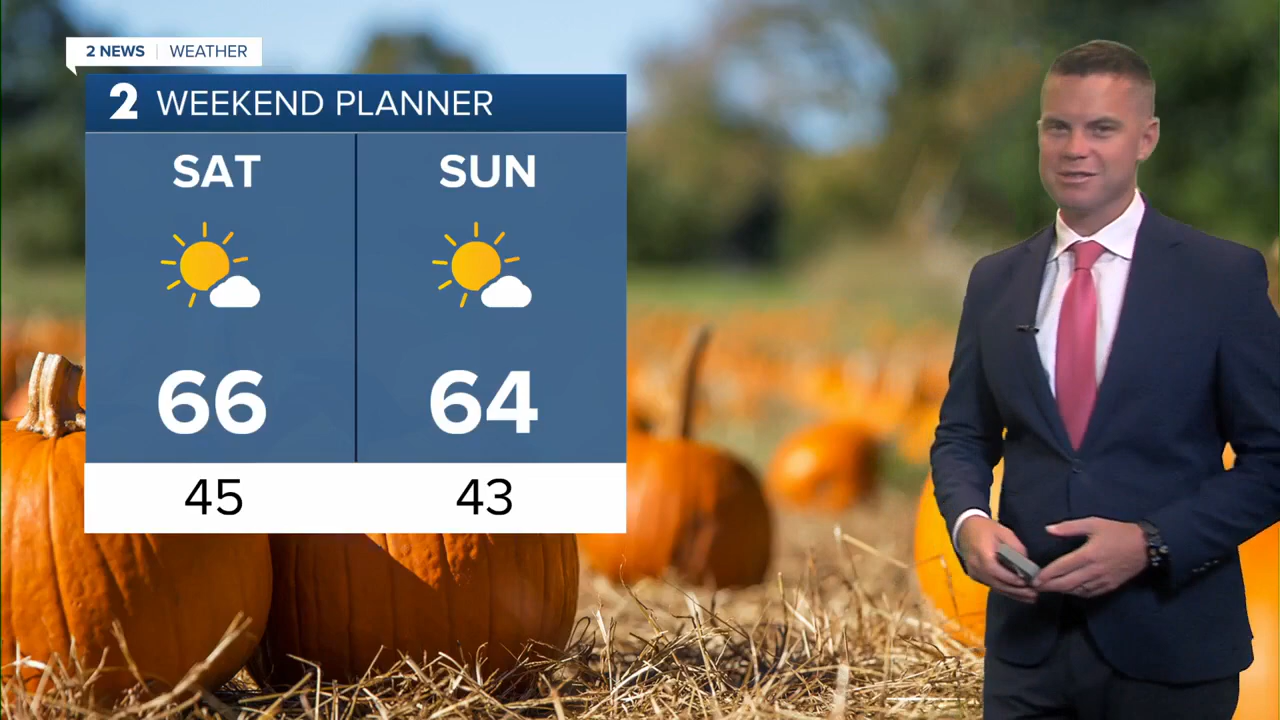 2 NEWS | WEATHER
2 WEEKEND PLANNER
SAT SUN
66 64
45 43